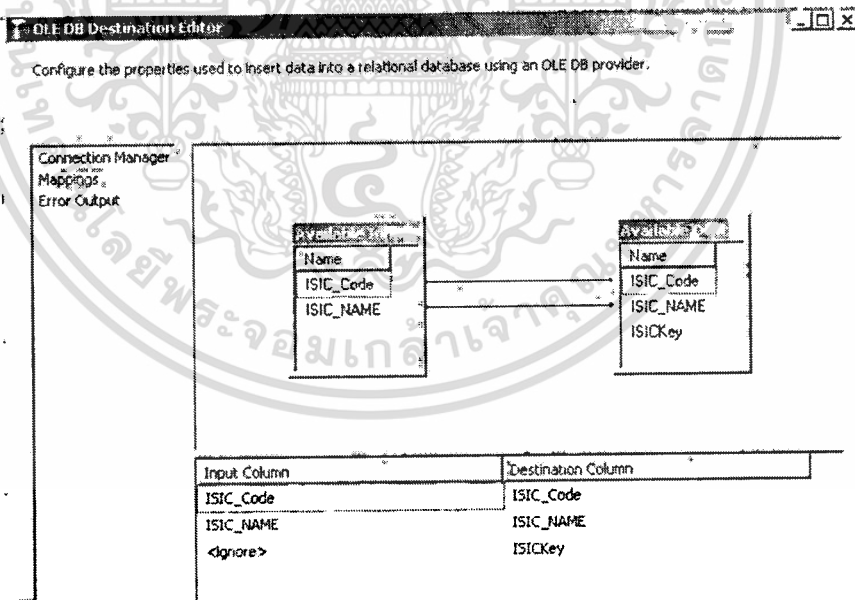 OLE DB Destination Editor
Configure the properties used to insert data into a relational database using an OLE DB provider.
Connection Manager
Mappings
Error Output
Name
ISIC_Code
ISIC_NAME
Name
ISIC_Code
ISIC_NAME
ISICKey
Input Column
Destination Column
ISIC_Code
ISIC_Code
ISIC_NAME
ISIC_NAME
<Ignore>
ISICKey